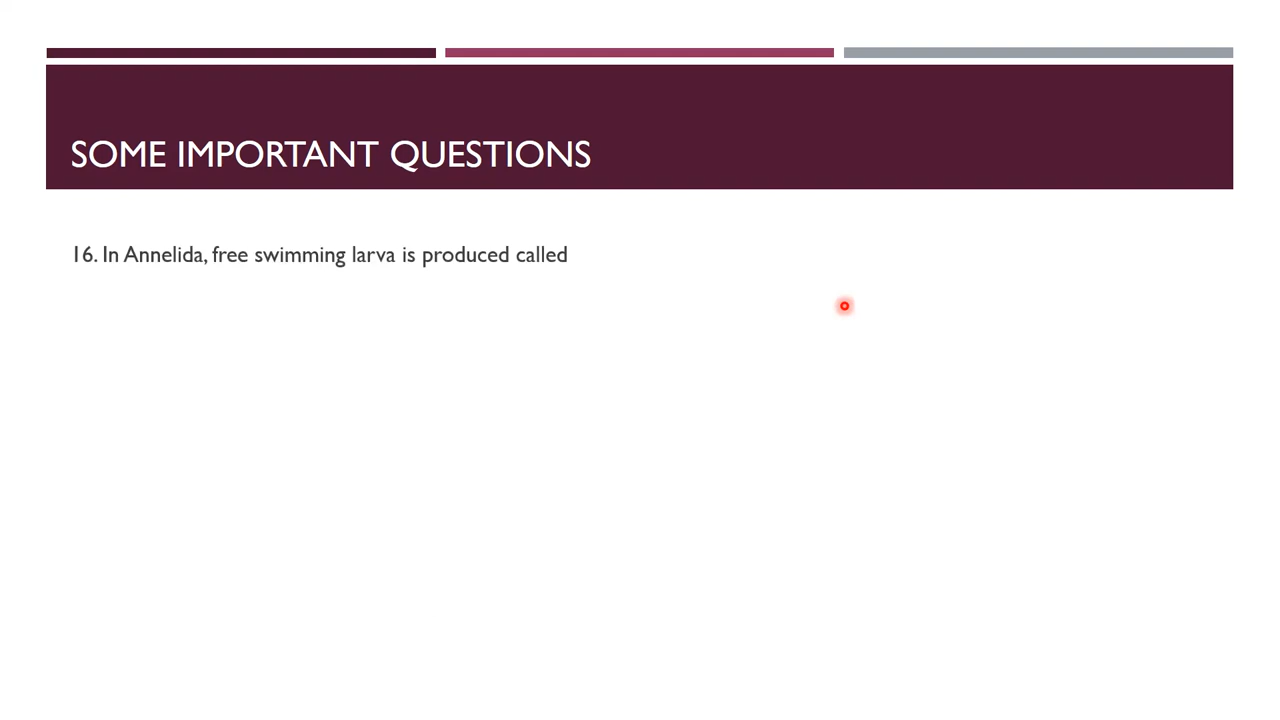 SOME IMPORTANT QUESTIONS
16. In Annelida, free swimming larva is produced called